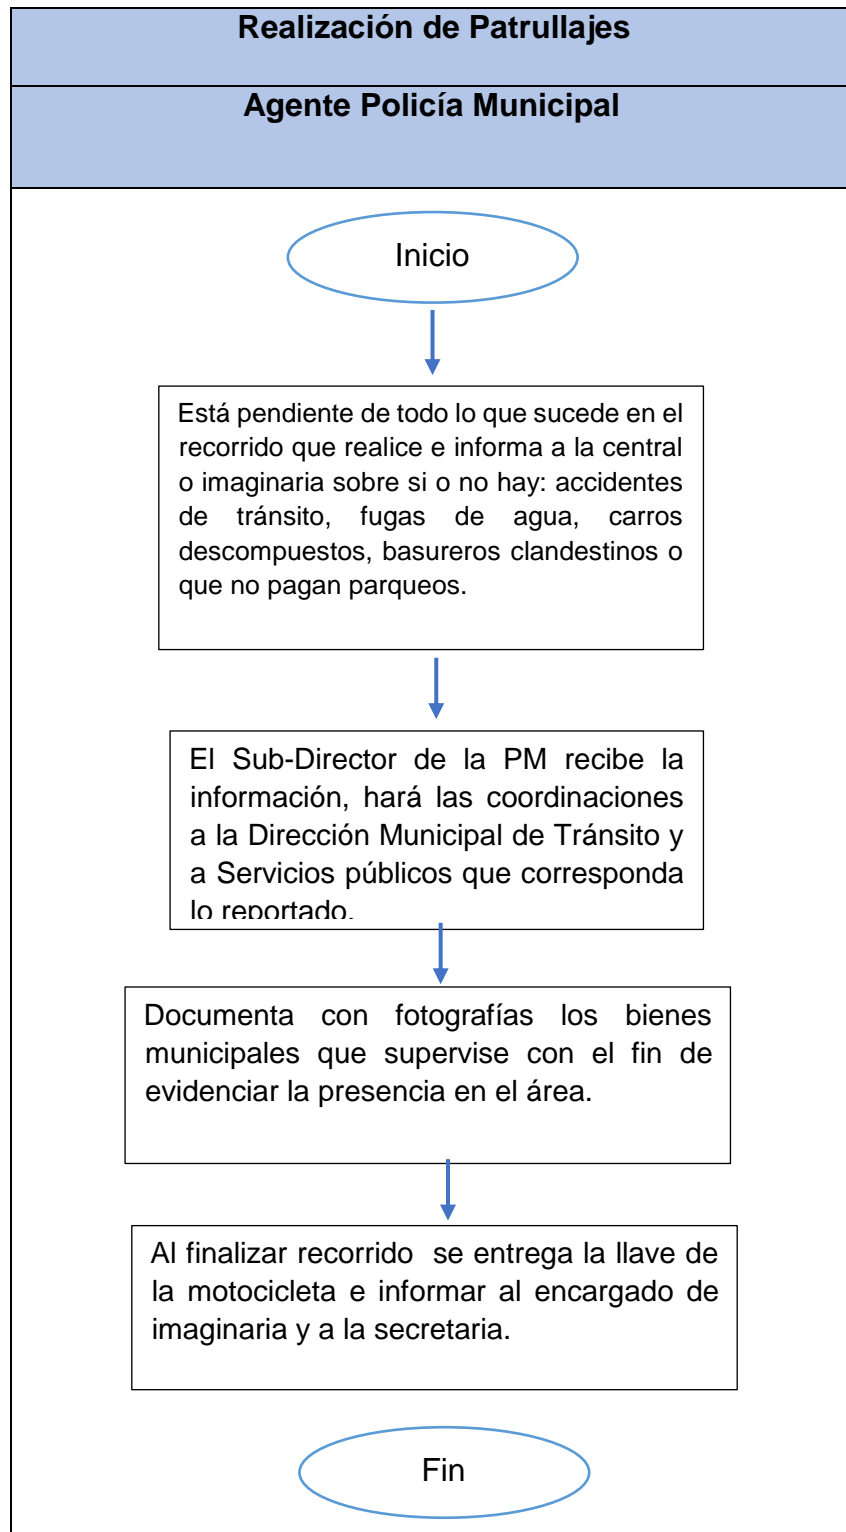 Realización de Patrullajes
Agente Policía Municipal
Inicio
Está pendiente de todo lo que sucede en el
recorrido que realice e informa a la central
o imaginaria sobre si o no hay: accidentes
de tránsito, fugas de agua, carros
descompuestos, basureros clandestinos o
que no pagan parqueos.
El Sub-Director de la PM recibe la
información, hará las coordinaciones
a la Dirección Municipal de Tránsito y
a Servicios públicos que corresponda
lo reportado.
Documenta con fotografías los bienes
municipales que supervise con el fin de
evidenciar la presencia en el área.
Al finalizar recorrido se entrega la llave de
la motocicleta e informar al encargado de
imaginaria y a la secretaria.
Fin